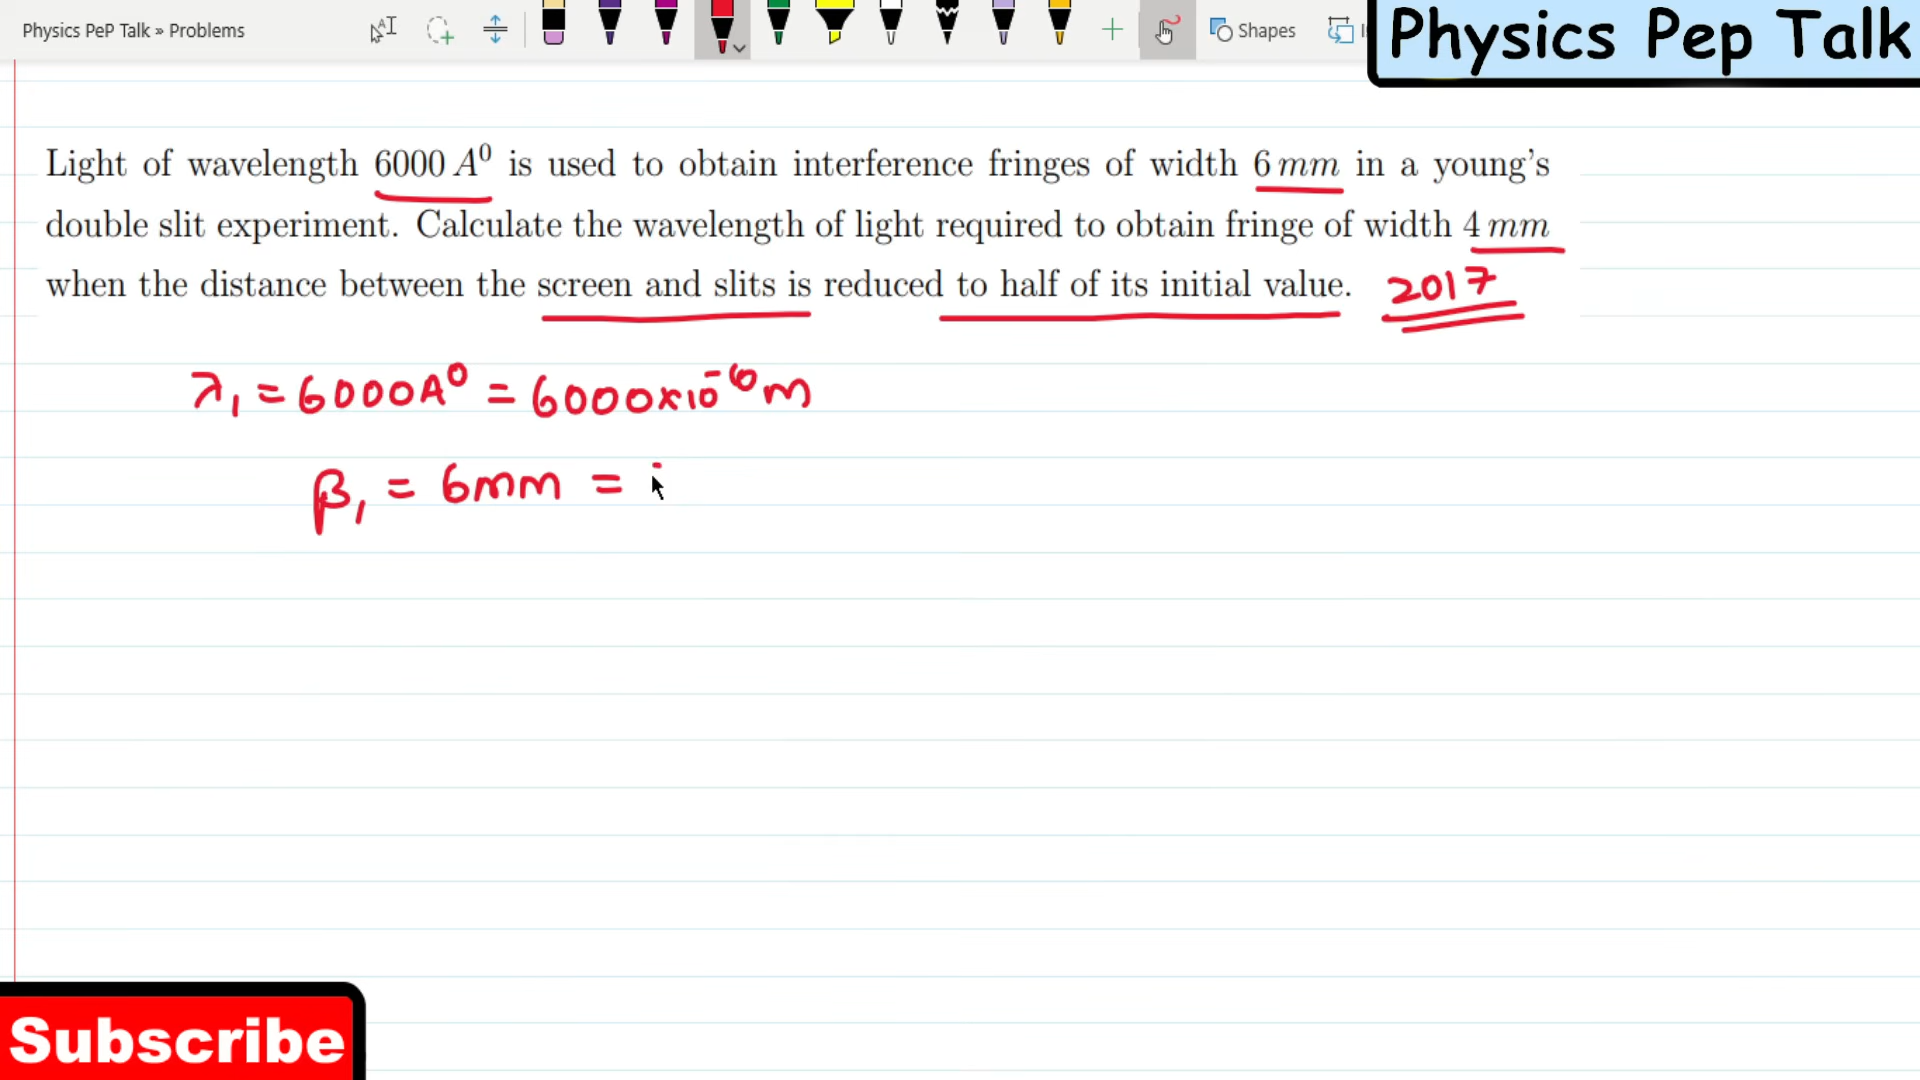 Physics PeP Talk » Problems
Shapes
Physics Pep Talk
Light of wavelength 6000 A⁰ is used to obtain interference fringes of width 6 mm in a young's
double slit experiment. Calculate the wavelength of light required to obtain fringe of width 4 mm
when the distance between the screen and slits is reduced to half of its initial value. 2017
λ₁ = 6000A⁰ = 6000×10⁻⁶m
β₁ = 6mm =
Subscribe